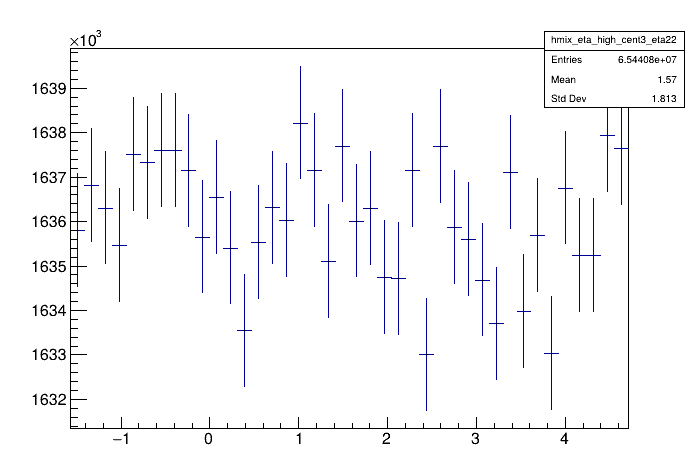 ×10³
hmix_eta_high_cent3_eta22
Entries 6.54408e+07
Mean 1.57
Std Dev 1.813
1639
1638
1637
1636
1635
1634
1633
1632
−1 0 1 2 3 4